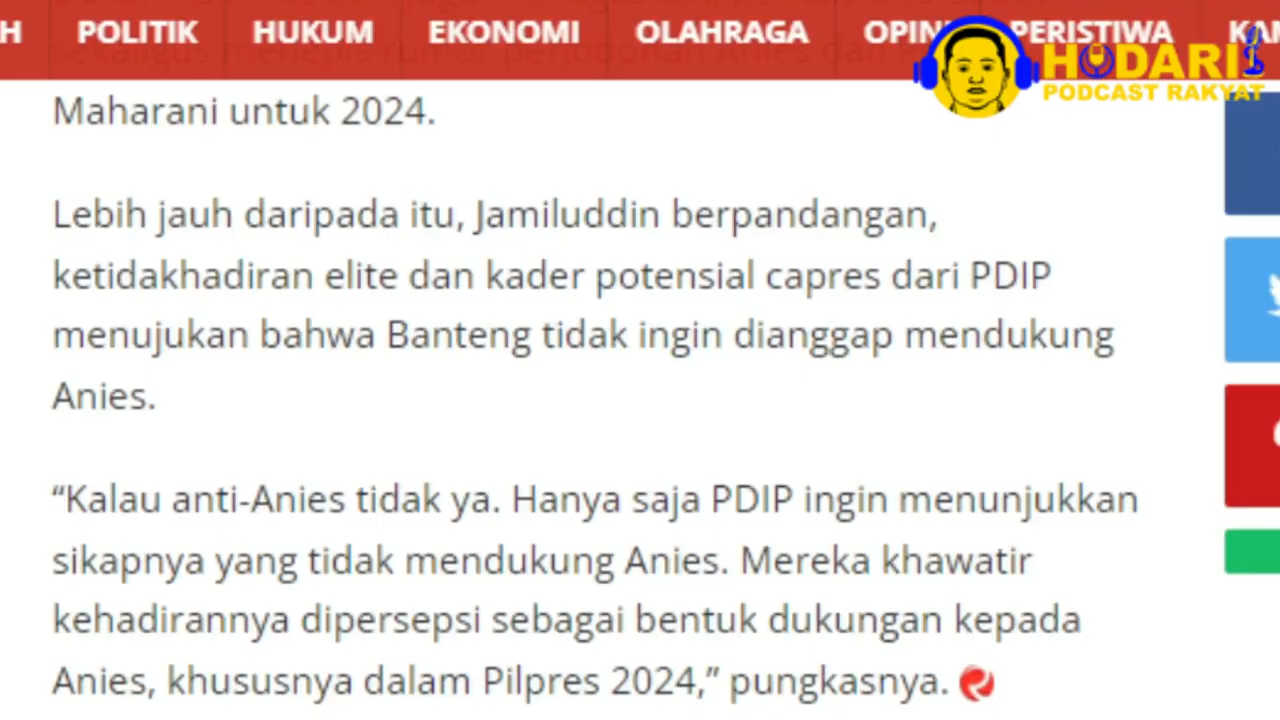 H POLITIK HUKUM EKONOMI OLAHRAGA OPINI PERISTIWA
H DARI
PODCAST RAKYAT
Maharani untuk 2024.
Lebih jauh daripada itu, Jamiluddin berpandangan,
ketidakhadiran elite dan kader potensial capres dari PDIP
menujukan bahwa Banteng tidak ingin dianggap mendukung
Anies.
“Kalau anti-Anies tidak ya. Hanya saja PDIP ingin menunjukkan
sikapnya yang tidak mendukung Anies. Mereka khawatir
kehadirannya dipersepsi sebagai bentuk dukungan kepada
Anies, khususnya dalam Pilpres 2024,” pungkasnya.